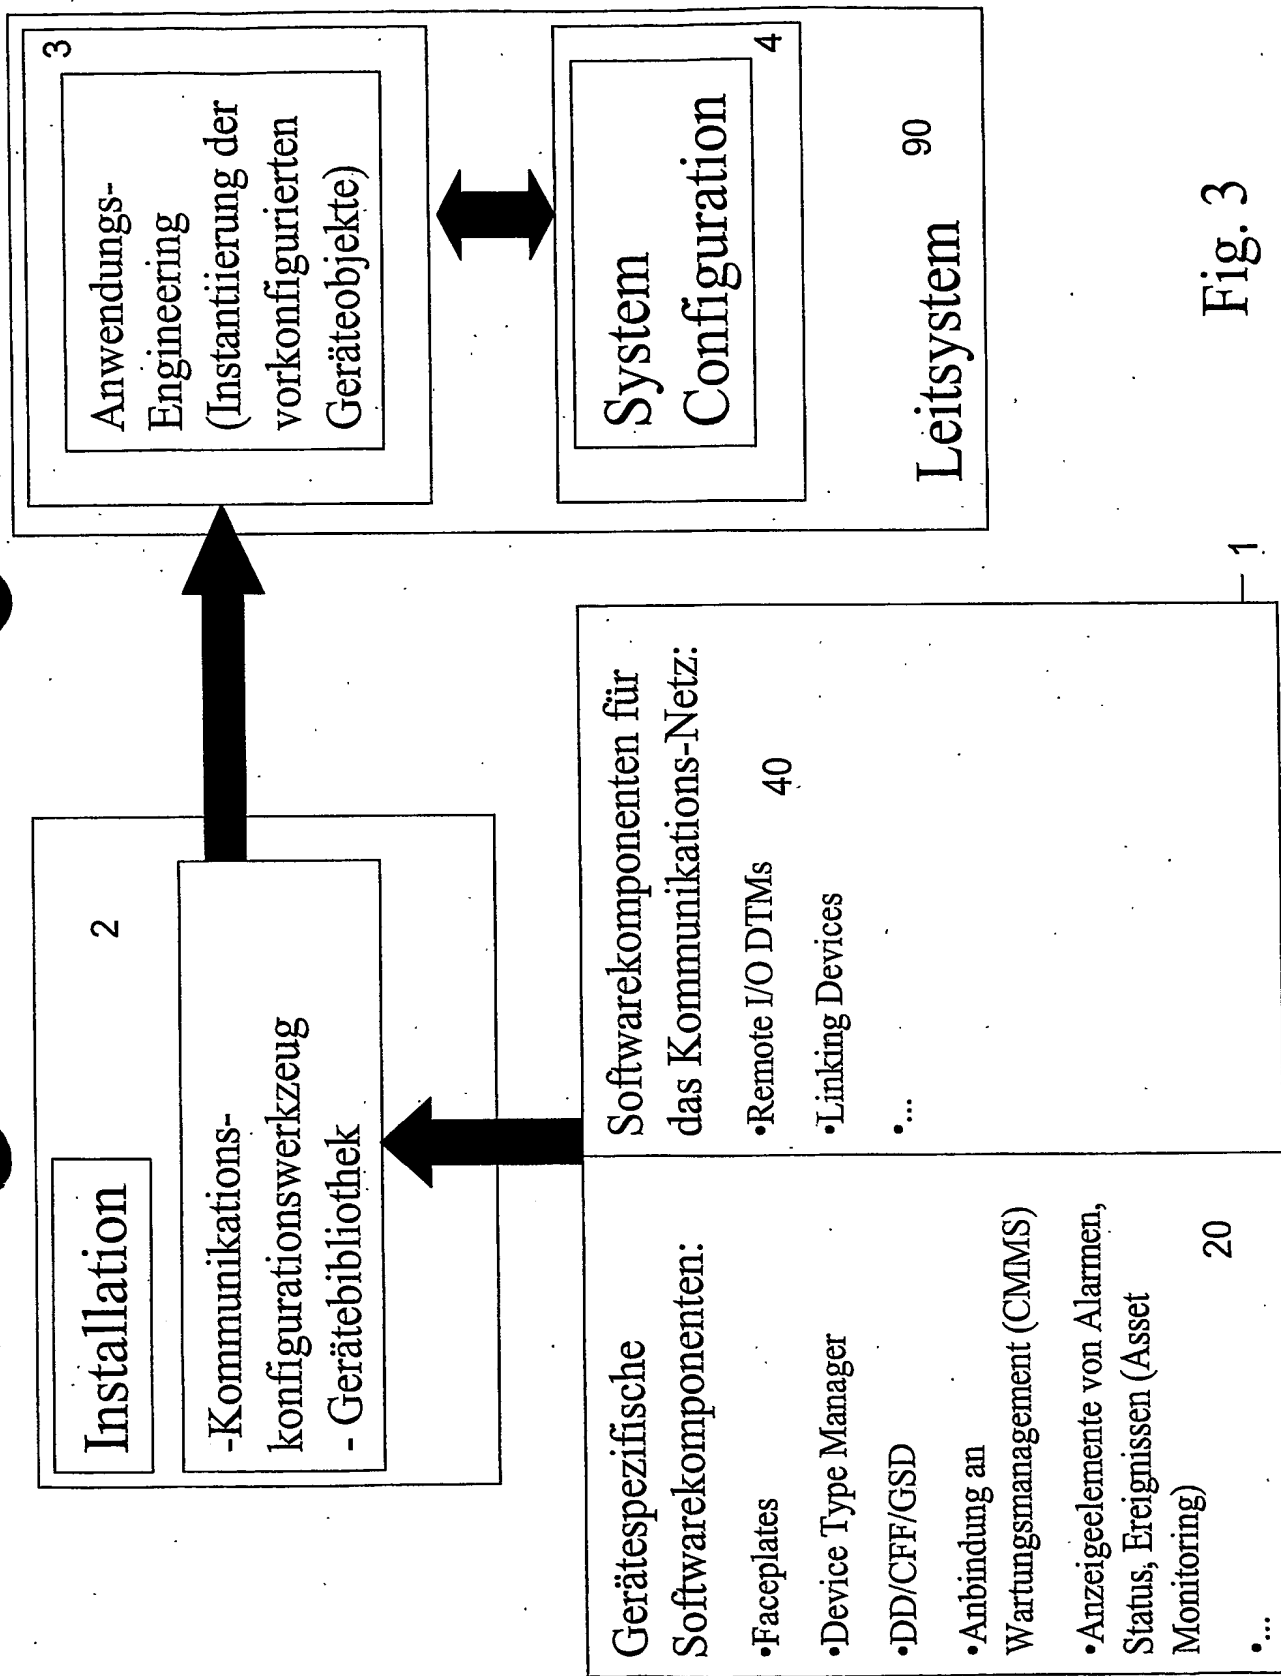 Installation
2
-Kommunikations-
konfigurationswerkzeug
- Gerätebibliothek
3
Anwendungs-
Engineering
(Instantiierung der
vorkonfigurierten
Geräteobjekte)
System
Configuration
4
Leitsystem
90
Gerätespezifische
Softwarekomponenten:
•Faceplates
•Device Type Manager
•DD/CFF/GSD
•Anbindung an
Wartungsmanagement (CMMS)
•Anzeigeelemente von Alarmen,
Status, Ereignissen (Asset
Monitoring)
20
•...
Softwarekomponenten für
das Kommunikations-Netz:
•Remote I/O DTMs
40
•Linking Devices
•...
1
Fig. 3